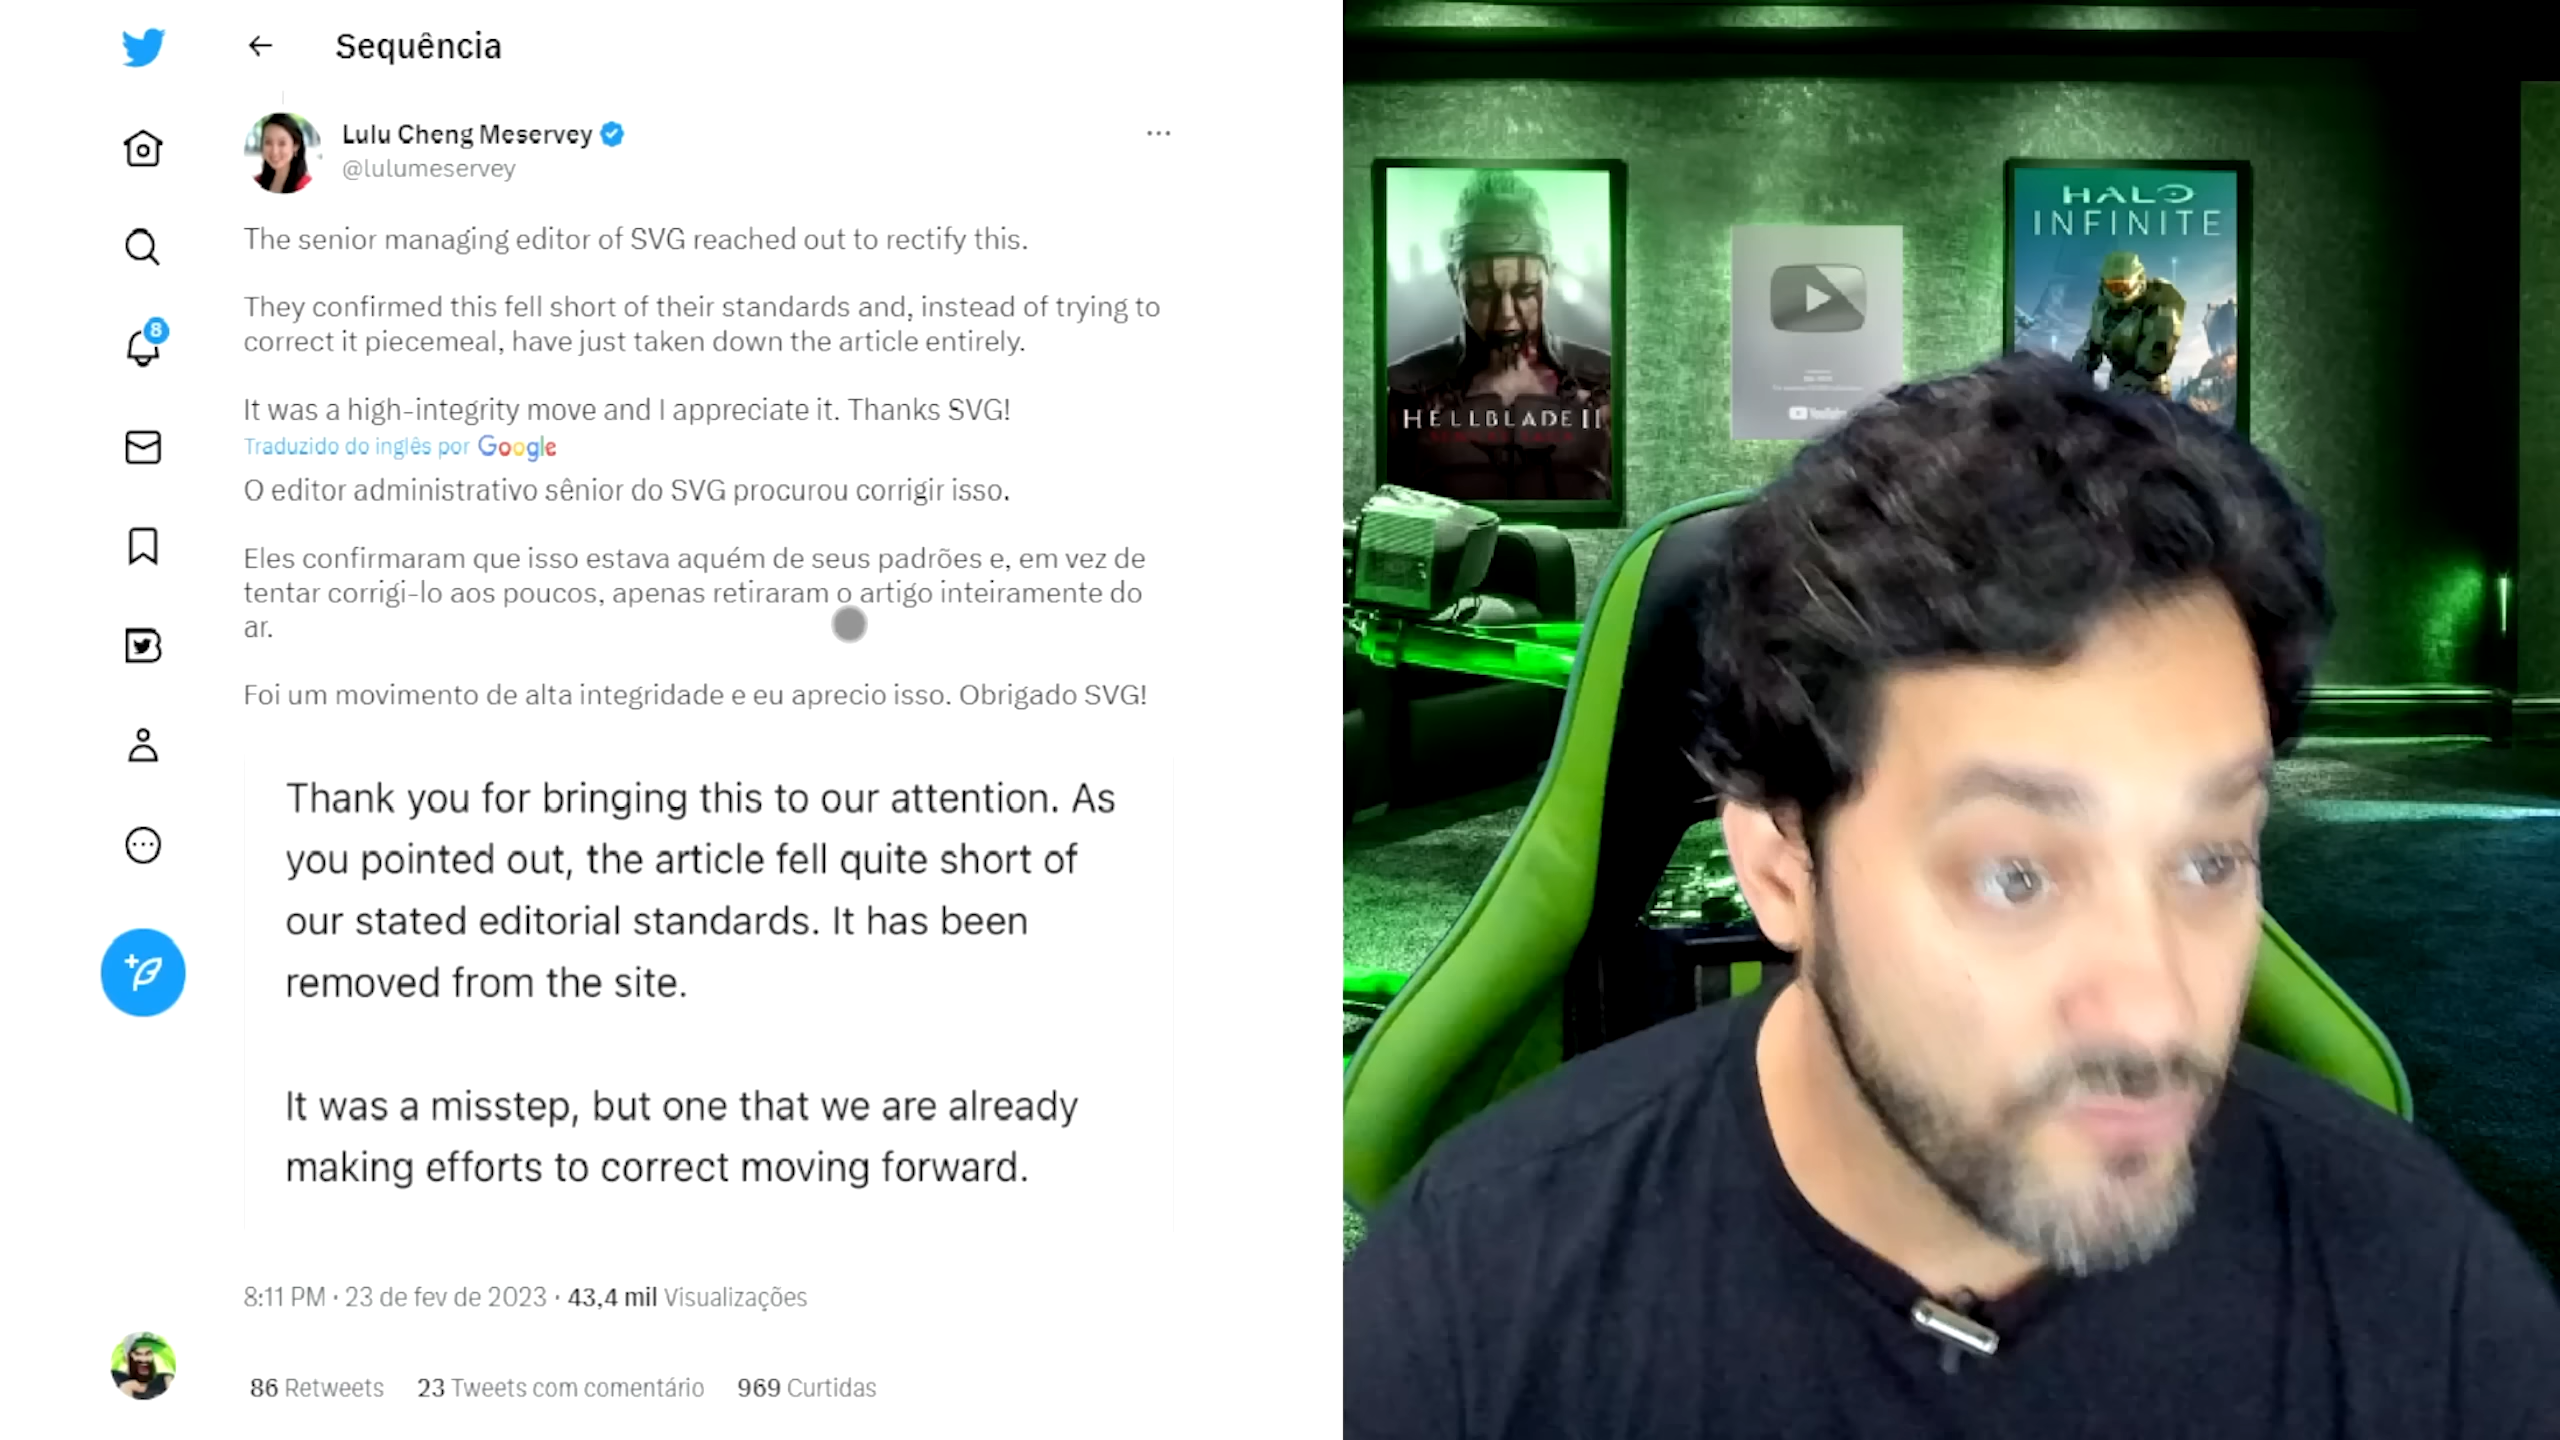 Sequência
Lulu Cheng Meservey
@lulumeservey
The senior managing editor of SVG reached out to rectify this.
They confirmed this fell short of their standards and, instead of trying to
correct it piecemeal, have just taken down the article entirely.
It was a high-integrity move and I appreciate it. Thanks SVG!
Traduzido do inglês por Google
O editor administrativo sênior do SVG procurou corrigir isso.
Eles confirmaram que isso estava aquém de seus padrões e, em vez de
tentar corrigi-lo aos poucos, apenas retiraram o artigo inteiramente do
ar.
Foi um movimento de alta integridade e eu aprecio isso. Obrigado SVG!
Thank you for bringing this to our attention. As
you pointed out, the article fell quite short of
our stated editorial standards. It has been
removed from the site.
It was a misstep, but one that we are already
making efforts to correct moving forward.
8:11 PM · 23 de fev de 2023 · 43,4 mil Visualizações
86 Retweets 23 Tweets com comentário 969 Curtidas
8
HELLBLADE II
YouTube
HALO
INFINITE